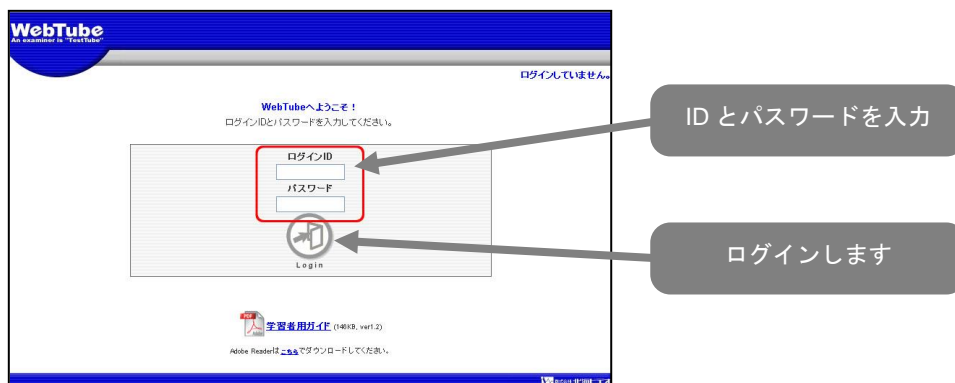 WebTube
An examiner is "TestTube"
ログインしていません。
WebTubeへようこそ！
ログインIDとパスワードを入力してください。
ID とパスワードを入力
ログインID
パスワード
ログインします
Login
PDF
学習者用ガイド (146KB, ver1.2)
Adobe Readerは こちら でダウンロードしてください。